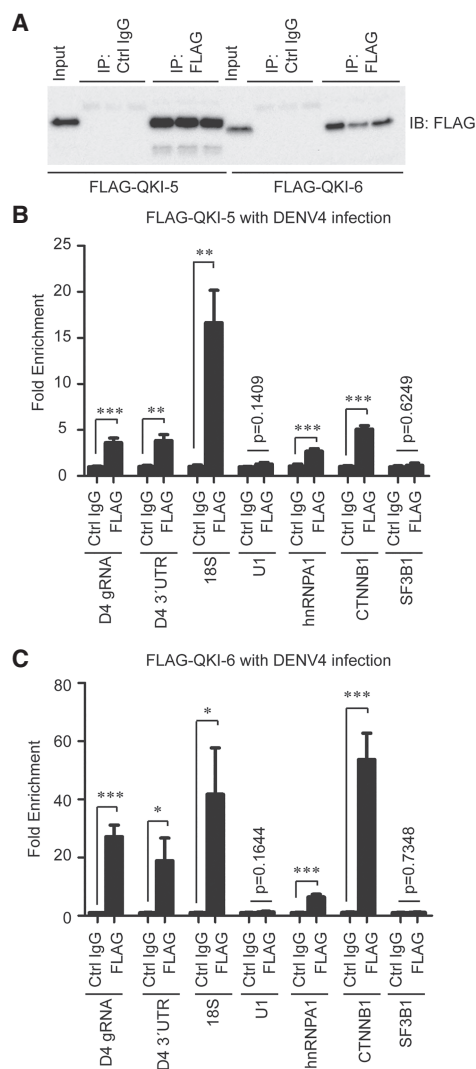 A
Input
IP:
Ctrl IgG
IP:
FLAG
Input
IP:
Ctrl IgG
IP:
FLAG
IB: FLAG
FLAG-QKI-5
FLAG-QKI-6
B
FLAG-QKI-5 with DENV4 infection
Fold Enrichment
25
20
15
10
5
0
***
**
**
p=0.1409
***
***
p=0.6249
Ctrl IgG
FLAG
Ctrl IgG
FLAG
Ctrl IgG
FLAG
Ctrl IgG
FLAG
Ctrl IgG
FLAG
Ctrl IgG
FLAG
Ctrl IgG
FLAG
D4 gRNA
D4 3´UTR
18S
U1
hnRNPA1
CTNNB1
SF3B1
C
FLAG-QKI-6 with DENV4 infection
Fold Enrichment
80
60
40
20
0
***
*
*
p=0.1644
***
***
p=0.7348
Ctrl IgG
FLAG
Ctrl IgG
FLAG
Ctrl IgG
FLAG
Ctrl IgG
FLAG
Ctrl IgG
FLAG
Ctrl IgG
FLAG
Ctrl IgG
FLAG
D4 gRNA
D4 3´UTR
18S
U1
hnRNPA1
CTNNB1
SF3B1